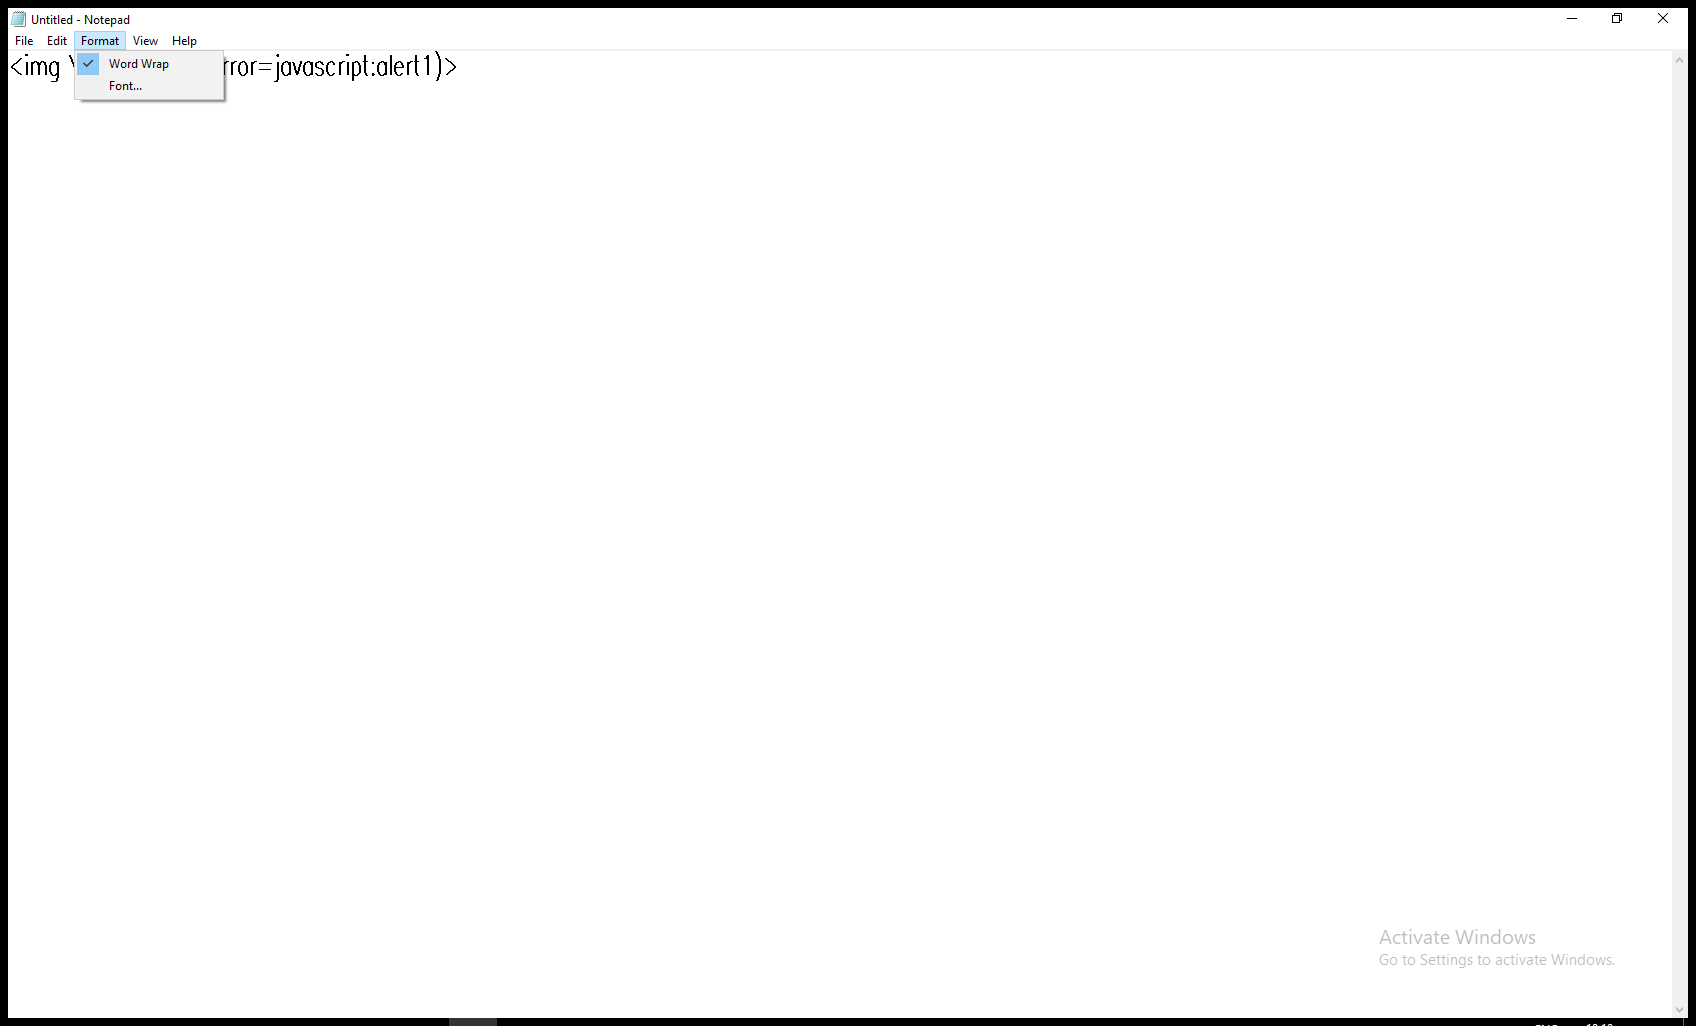 Untitled - Notepad
File Edit Format View Help
<img rror=javascript:alert1)>
Word Wrap
Font...
Activate Windows
Go to Settings to activate Windows.